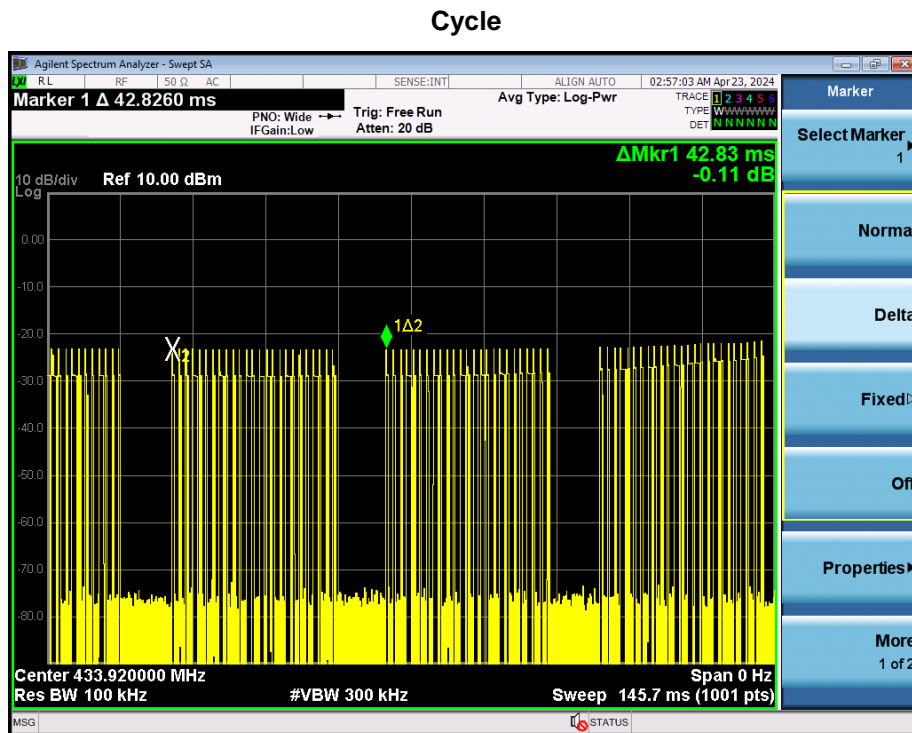 Cycle
Agilent Spectrum Analyzer - Swept SA
LXI RL RF 50 Ω AC SENSE:INT ALIGN AUTO 02:57:03 AM Apr 23, 2024
Marker 1 Δ 42.8260 ms
PNO: Wide
IFGain:Low
Trig: Free Run
Atten: 20 dB
Avg Type: Log-Pwr
TRACE 1 2 3 4 5 6
TYPE WWWWWW
DET N N N N N N
ΔMkr1 42.83 ms
-0.11 dB
10 dB/div Ref 10.00 dBm
Log
0.00
-10.0
-20.0
-30.0
-40.0
-50.0
-60.0
-70.0
-80.0
X2
1Δ2
Center 433.920000 MHz Span 0 Hz
Res BW 100 kHz #VBW 300 kHz Sweep 145.7 ms (1001 pts)
MSG STATUS
Marker
Select Marker
1
Norma
Delta
Fixed
Off
Properties
More
1 of 2